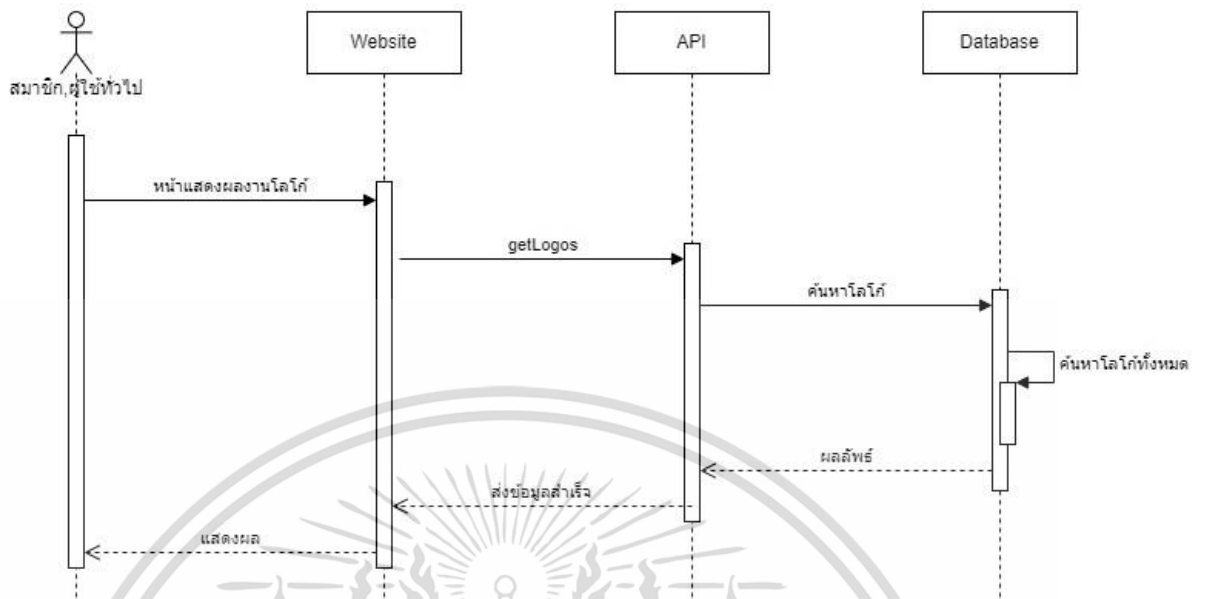 Website
API
Database
สมาชิก,ผู้ใช้ทั่วไป
หน้าแสดงผลงานโลโก้
getLogos
ค้นหาโลโก้
ค้นหาโลโก้ทั้งหมด
ผลลัพธ์
ส่งข้อมูลสำเร็จ
แสดงผล